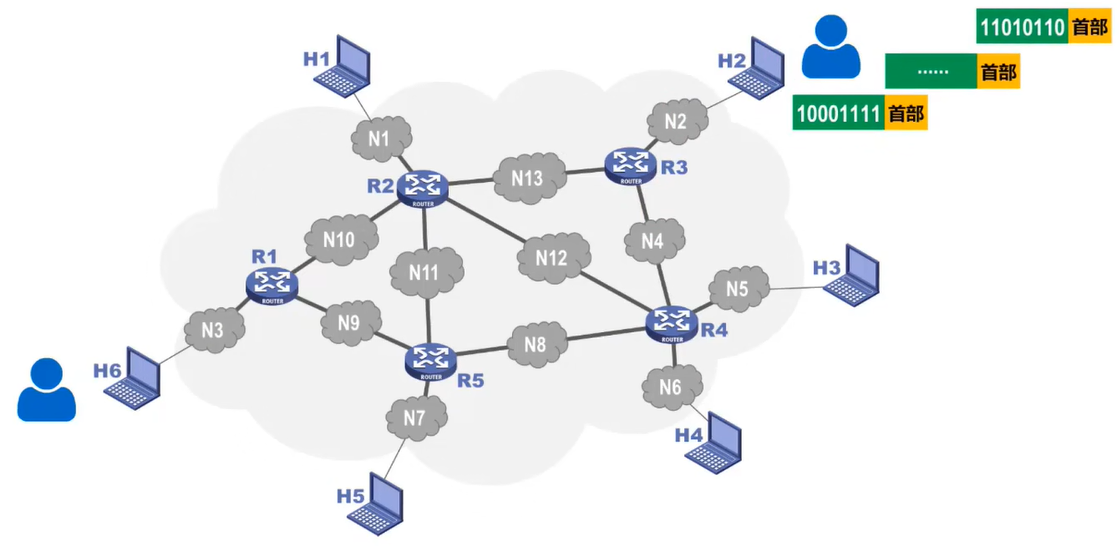 11010110 首部
H1
H2
…… 首部
10001111 首部
N2
N1
R2
ROUTER
N13
R3
ROUTER
N10
N4
R1
ROUTER
N11
N12
H3
N5
N3
N9
R4
ROUTER
N8
H6
R5
ROUTER
N6
N7
H4
H5